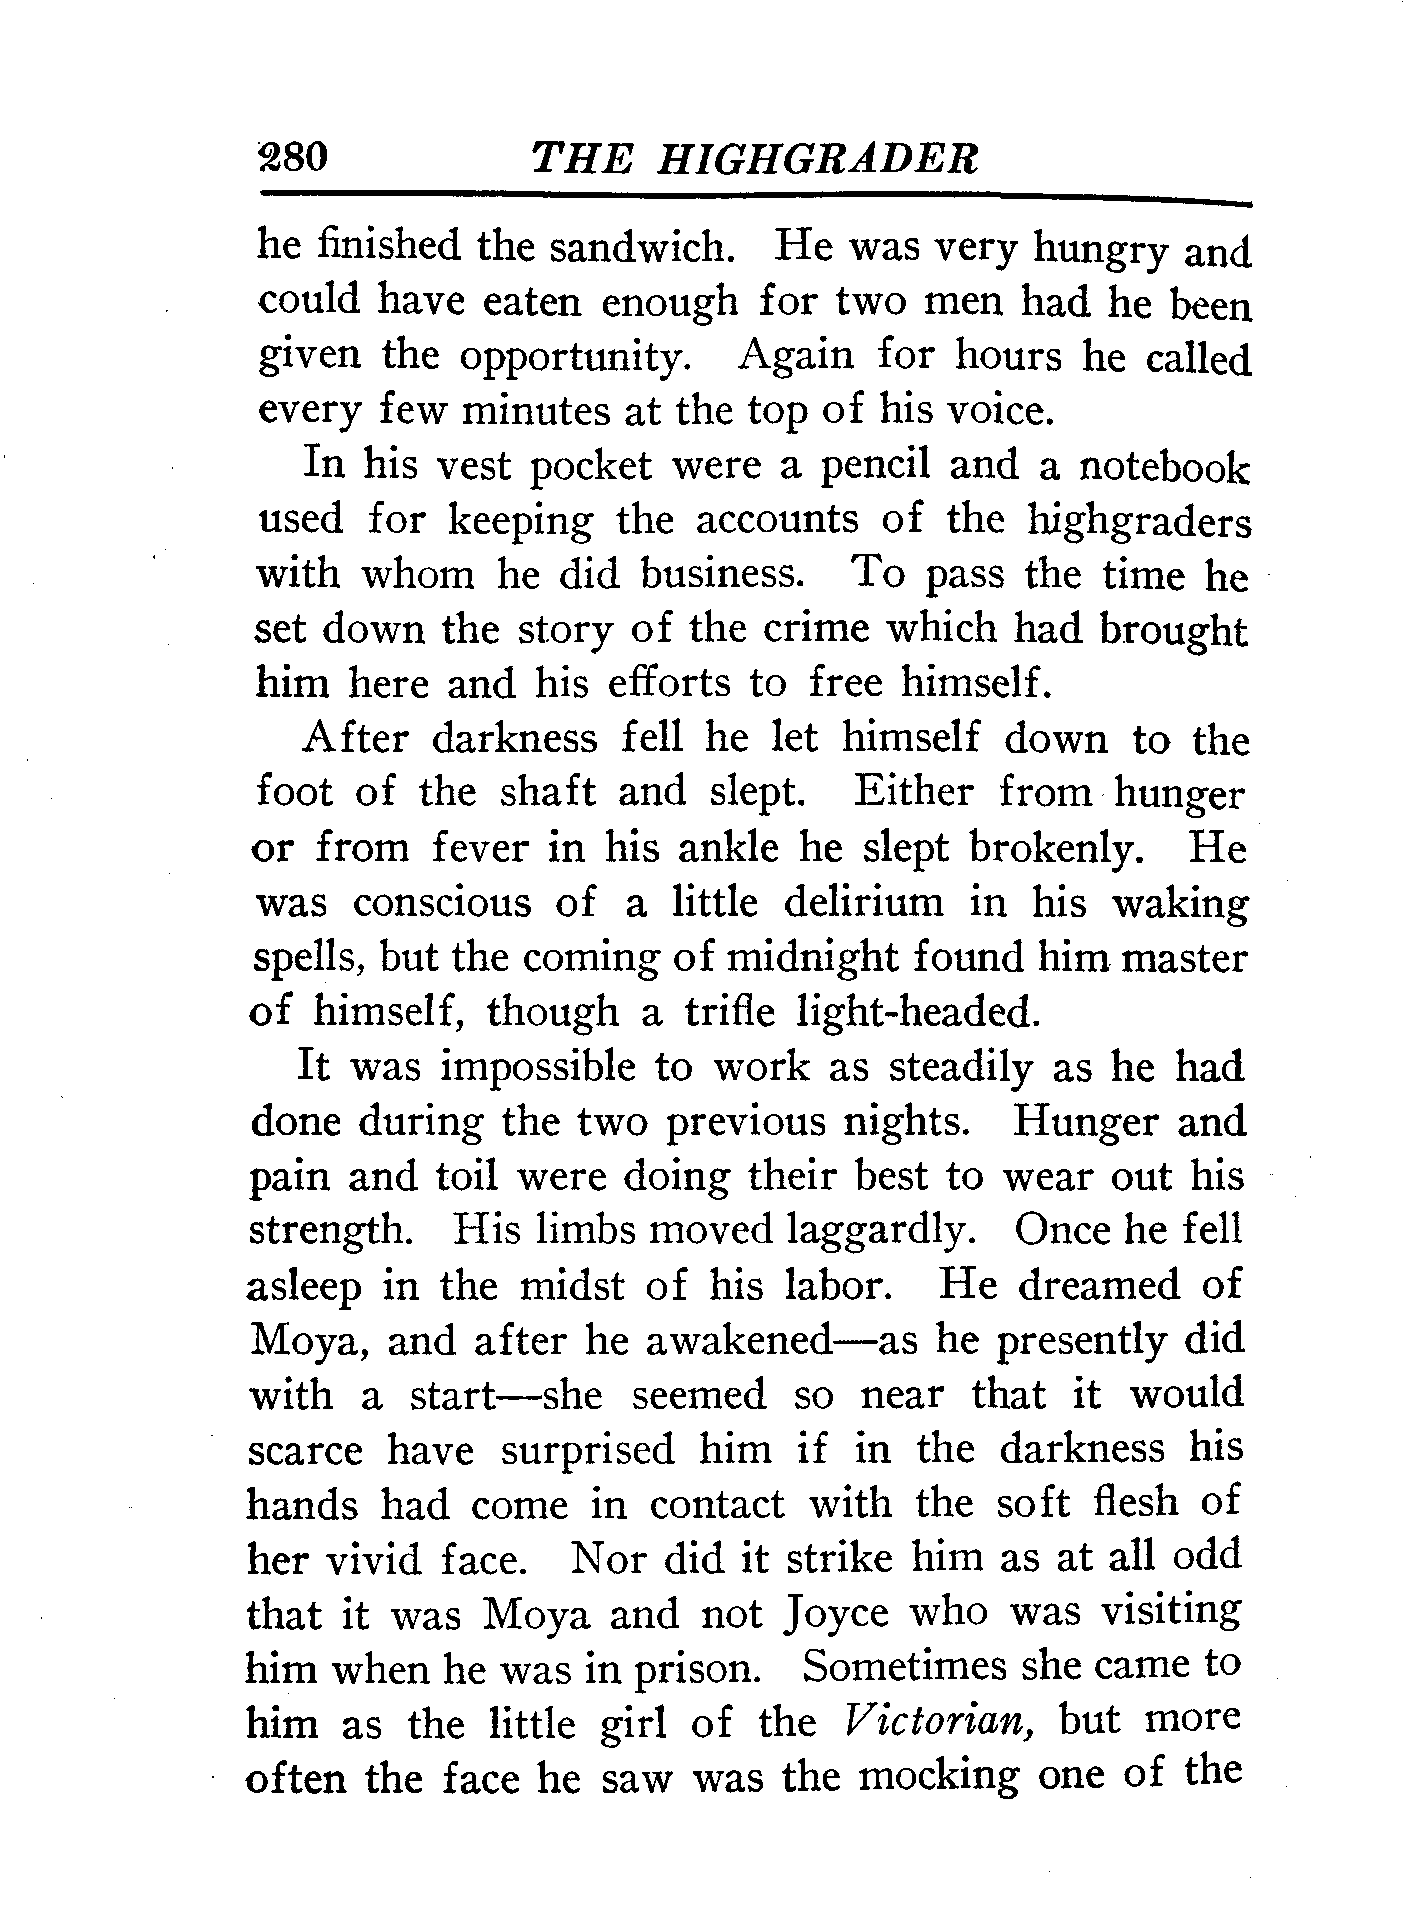 280 THE HIGHGRADER
he finished the sandwich. He was very hungry and
could have eaten enough for two men had he been
given the opportunity. Again for hours he called
every few minutes at the top of his voice.
In his vest pocket were a pencil and a notebook
used for keeping the accounts of the highgraders
with whom he did business. To pass the time he
set down the story of the crime which had brought
him here and his efforts to free himself.
After darkness fell he let himself down to the
foot of the shaft and slept. Either from hunger
or from fever in his ankle he slept brokenly. He
was conscious of a little delirium in his waking
spells, but the coming of midnight found him master
of himself, though a trifle light-headed.
It was impossible to work as steadily as he had
done during the two previous nights. Hunger and
pain and toil were doing their best to wear out his
strength. His limbs moved laggardly. Once he fell
asleep in the midst of his labor. He dreamed of
Moya, and after he awakened—as he presently did
with a start—she seemed so near that it would
scarce have surprised him if in the darkness his
hands had come in contact with the soft flesh of
her vivid face. Nor did it strike him as at all odd
that it was Moya and not Joyce who was visiting
him when he was in prison. Sometimes she came to
him as the little girl of the Victorian, but more
often the face he saw was the mocking one of the